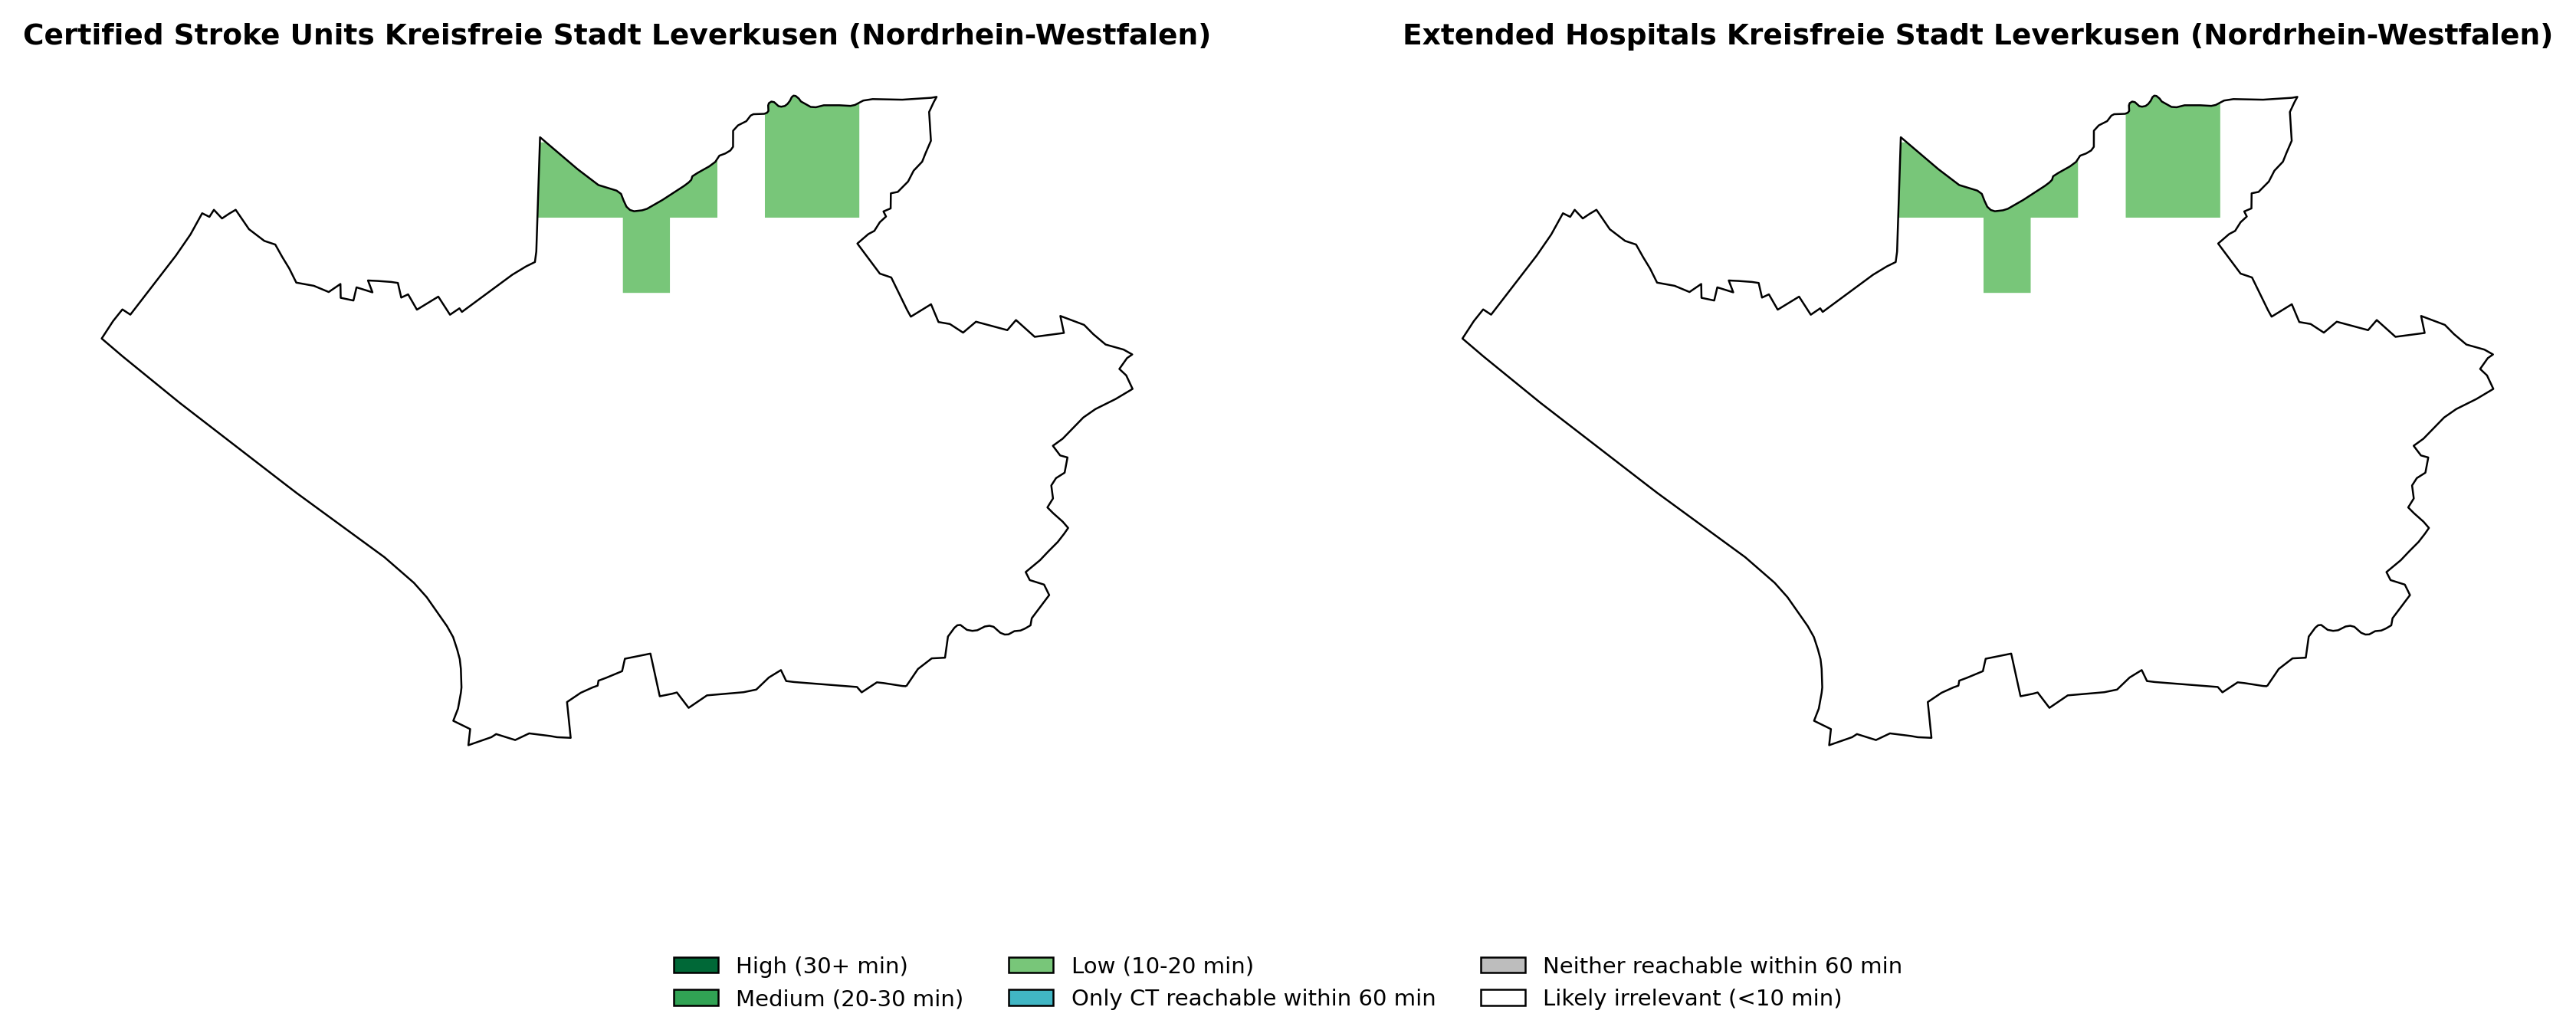 Certified Stroke Units Kreisfreie Stadt Leverkusen (Nordrhein-Westfalen)
Extended Hospitals Kreisfreie Stadt Leverkusen (Nordrhein-Westfalen)
High (30+ min)
Medium (20-30 min)
Low (10-20 min)
Only CT reachable within 60 min
Neither reachable within 60 min
Likely irrelevant (<10 min)